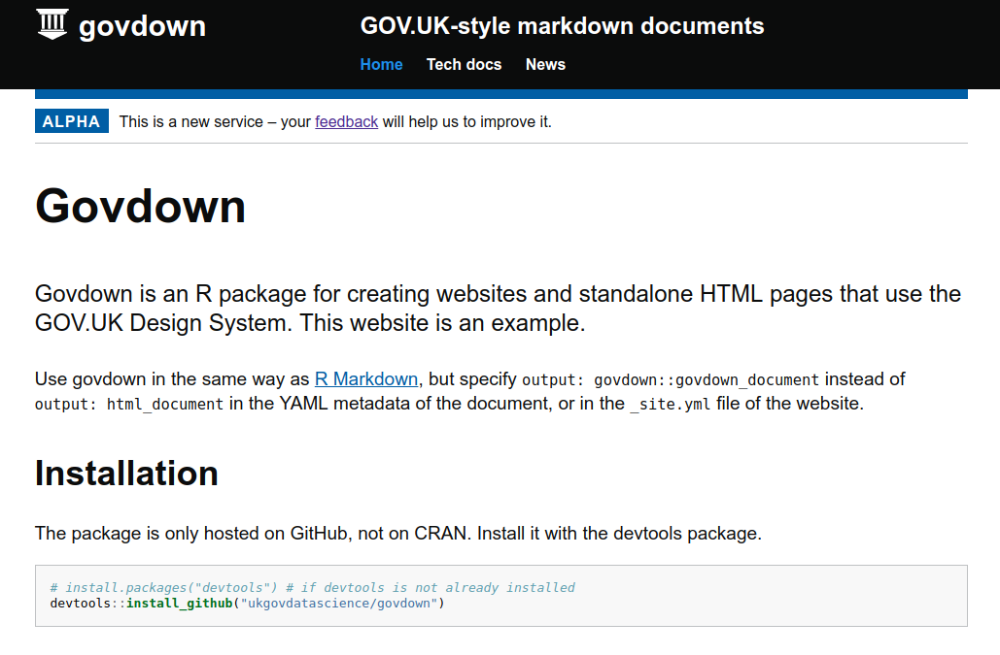 govdown
GOV.UK-style markdown documents
Home Tech docs News
ALPHA This is a new service – your feedback will help us to improve it.
Govdown
Govdown is an R package for creating websites and standalone HTML pages that use the
GOV.UK Design System. This website is an example.
Use govdown in the same way as R Markdown, but specify output: govdown::govdown_document instead of
output: html_document in the YAML metadata of the document, or in the _site.yml file of the website.
Installation
The package is only hosted on GitHub, not on CRAN. Install it with the devtools package.
# install.packages("devtools") # if devtools is not already installed
devtools::install_github("ukgovdatascience/govdown")